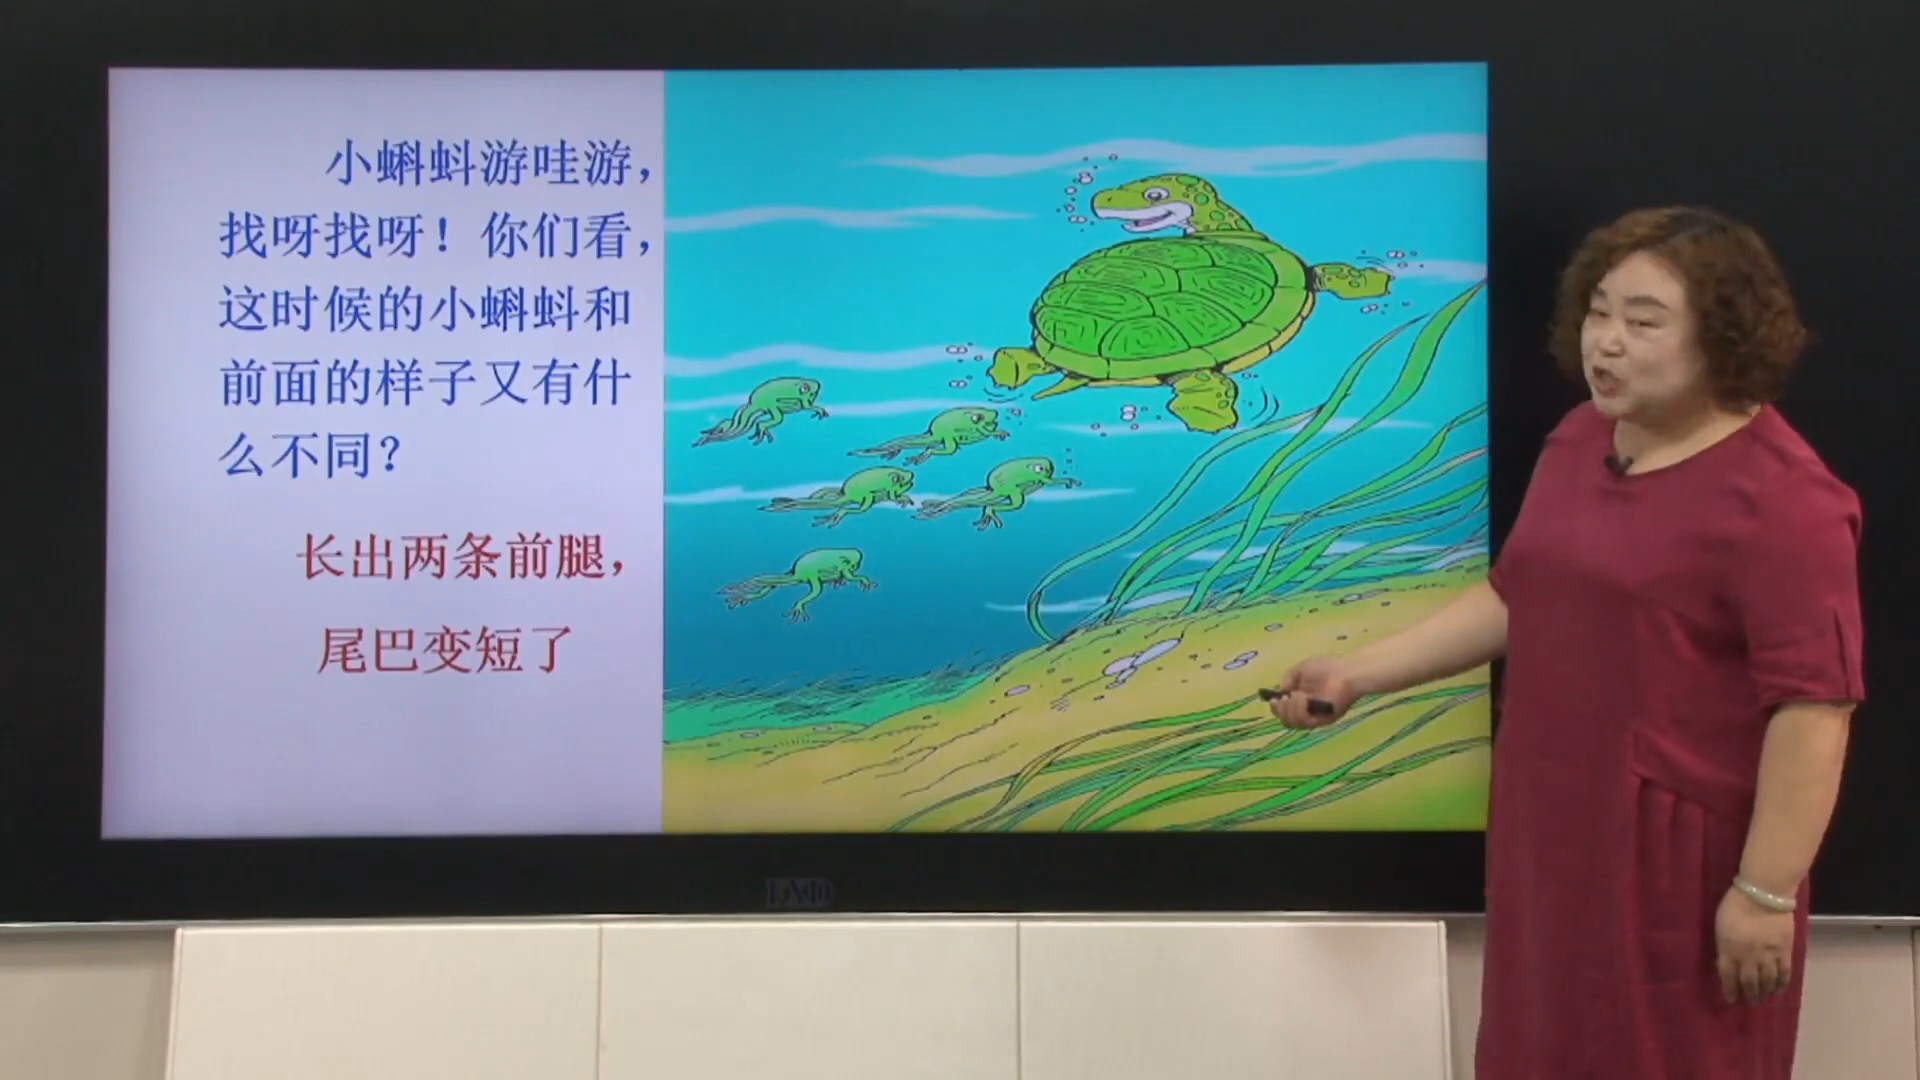 小蝌蚪游哇游，
找呀找呀！你们看，
这时候的小蝌蚪和
前面的样子又有什
么不同？
长出两条前腿，
尾巴变短了